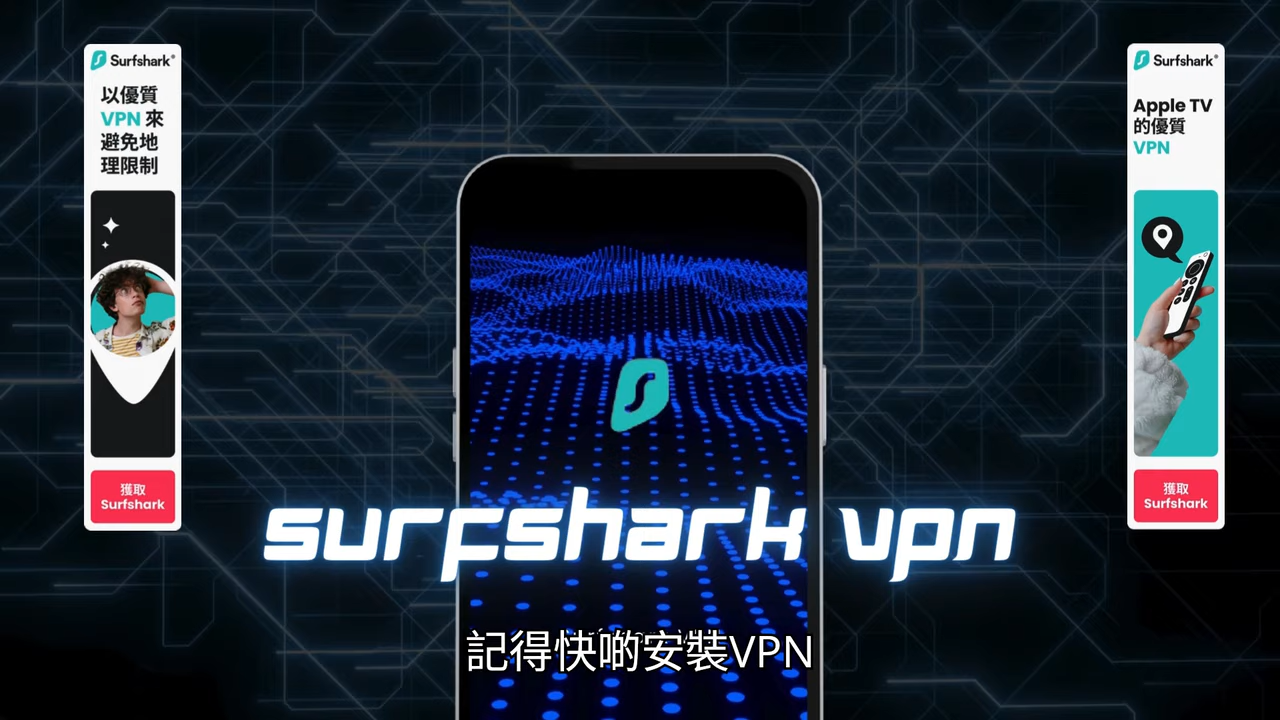 Surfshark®
以優質
VPN 來
避免地
理限制
獲取
Surfshark
Surfshark®
Apple TV
的優質
VPN
獲取
Surfshark
surfshark vpn
記得快啲安裝VPN